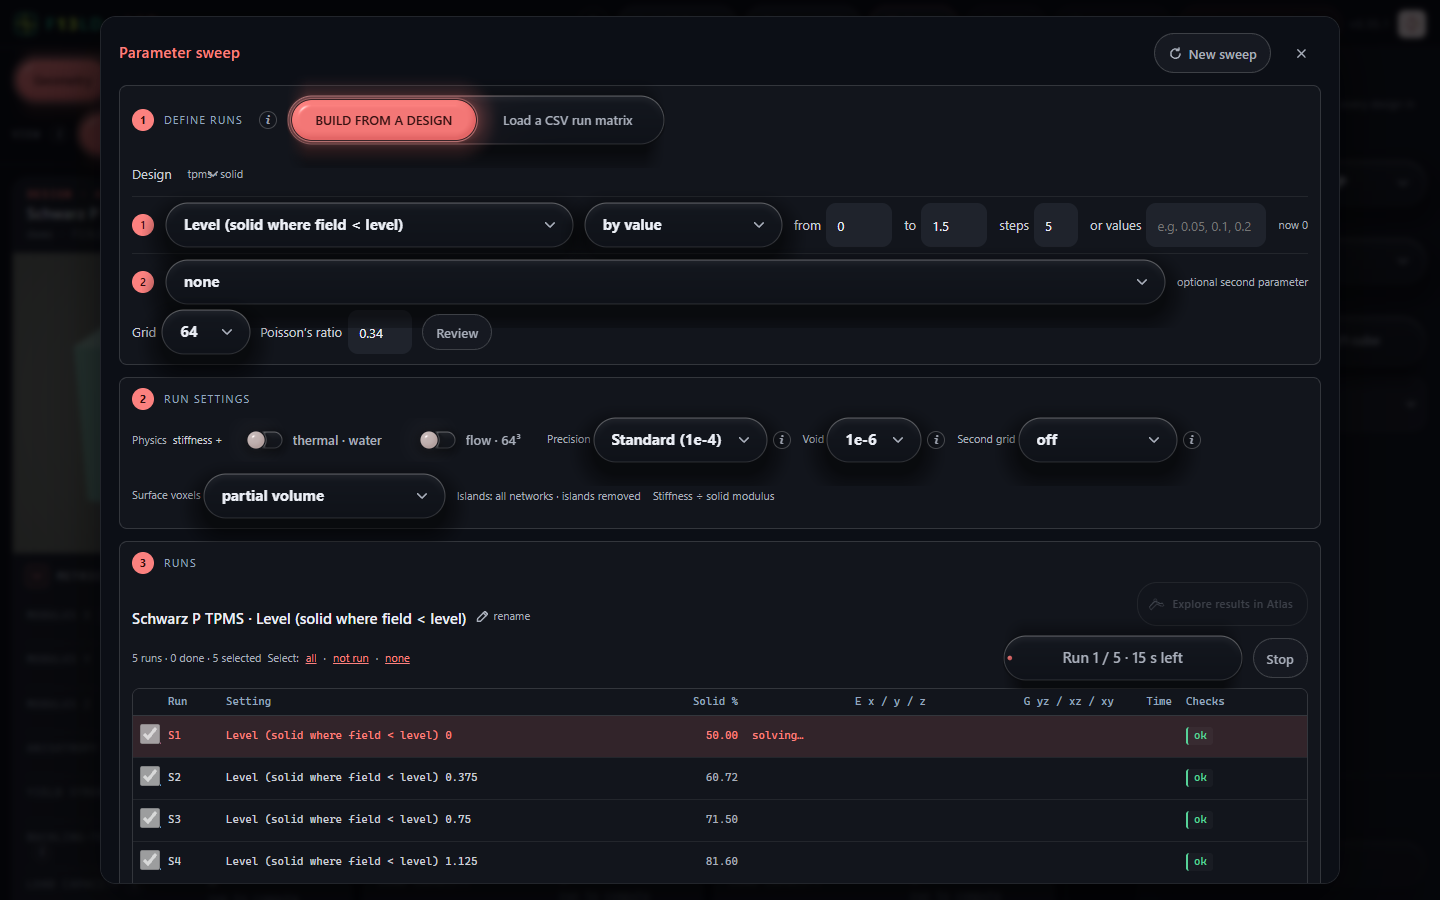 Parameter sweep
New sweep
1 DEFINE RUNS i BUILD FROM A DESIGN Load a CSV run matrix
Design solid
1 Level (solid where field < level) by value from 0 to 1.5 steps 5 or values e.g. 0.05, 0.1, 0.2 now 0
2 none optional second parameter
Grid 64 Poisson's ratio 0.34 Review
2 RUN SETTINGS
Physics stiffness + thermal · water flow · 64³ Precision Standard (1e-4) i Void 1e-6 i Second grid off i
Surface voxels partial volume Islands: all networks · islands removed Stiffness ÷ solid modulus
3 RUNS
Explore results in Atlas
Schwarz P TPMS · Level (solid where field < level) rename
5 runs · 0 done · 5 selected Select: all · not run · none
Run 1 / 5 · 15 s left Stop
Run Setting Solid % E x / y / z G yz / xz / xy Time Checks
S1 Level (solid where field < level) 0 50.00 solving… ok
S2 Level (solid where field < level) 0.375 60.72 ok
S3 Level (solid where field < level) 0.75 71.50 ok
S4 Level (solid where field < level) 1.125 81.60 ok